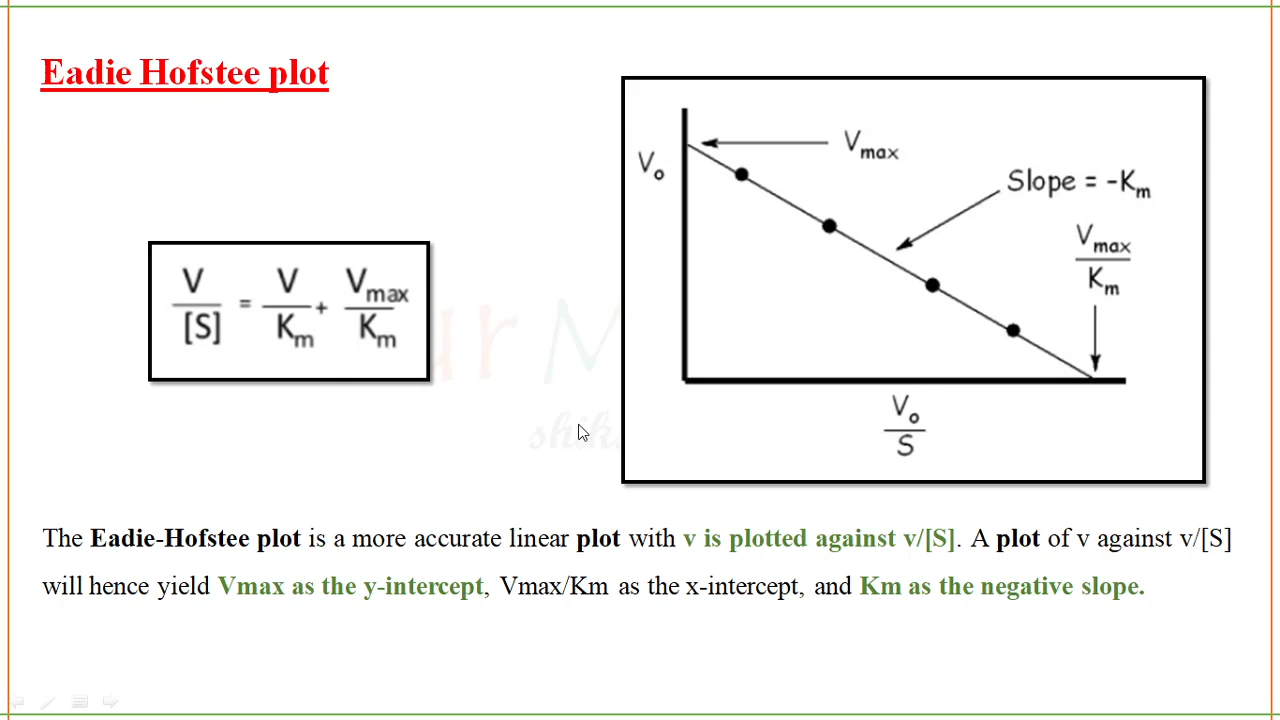 Eadie Hofstee plot
V/[S] = V/Km + Vmax/Km
Vo
Vmax
Slope = -Km
Vmax/Km
Vo/S
The Eadie-Hofstee plot is a more accurate linear plot with v is plotted against v/[S]. A plot of v against v/[S]
will hence yield Vmax as the y-intercept, Vmax/Km as the x-intercept, and Km as the negative slope.